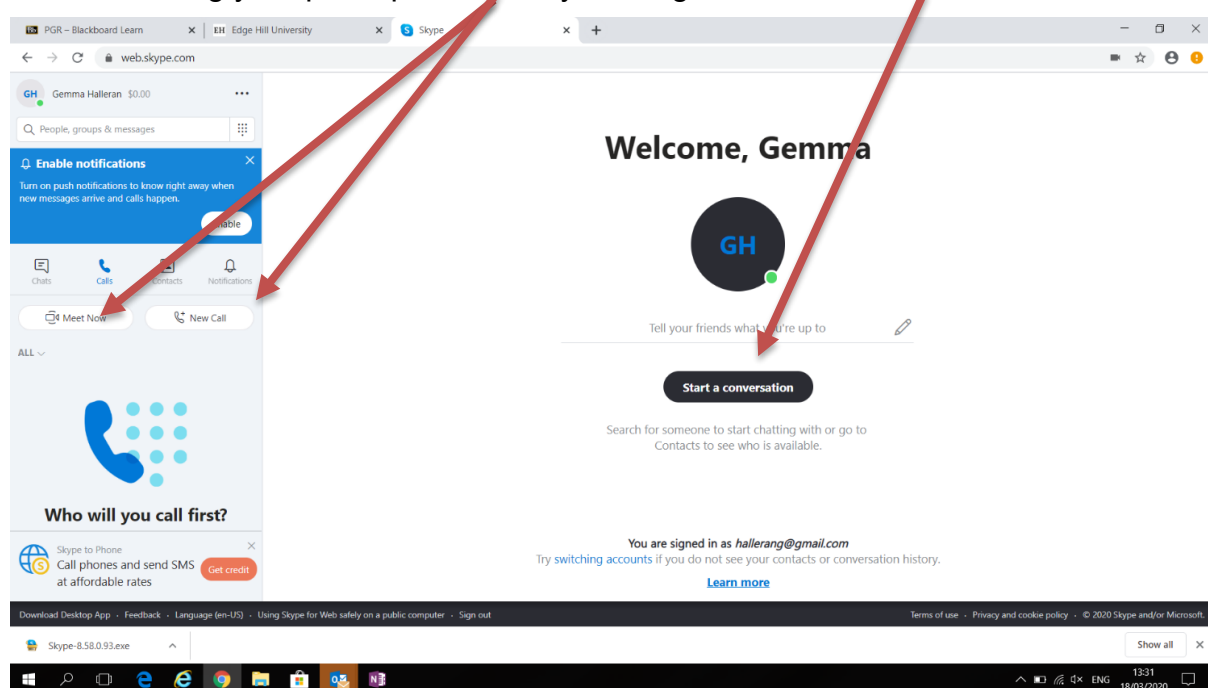 PGR – Blackboard Learn
EH Edge Hill University
Skype
web.skype.com
GH Gemma Halleran $0.00
People, groups & messages
Enable notifications
Turn on push notifications to know right away when
new messages arrive and calls happen.
Chats Calls Contacts Notifications
Meet Now New Call
ALL
Who will you call first?
Skype to Phone
Call phones and send SMS
at affordable rates
Get credit
Welcome, Gemma
GH
Tell your friends what you're up to
Start a conversation
Search for someone to start chatting with or go to
Contacts to see who is available.
You are signed in as hallerang@gmail.com
Try switching accounts if you do not see your contacts or conversation history.
Learn more
Download Desktop App · Feedback · Language (en-US) · Using Skype for Web safely on a public computer · Sign out
Terms of use · Privacy and cookie policy · © 2020 Skype and/or Microsoft.
Skype-8.58.0.93.exe
Show all
ENG
13:31
18/03/2020